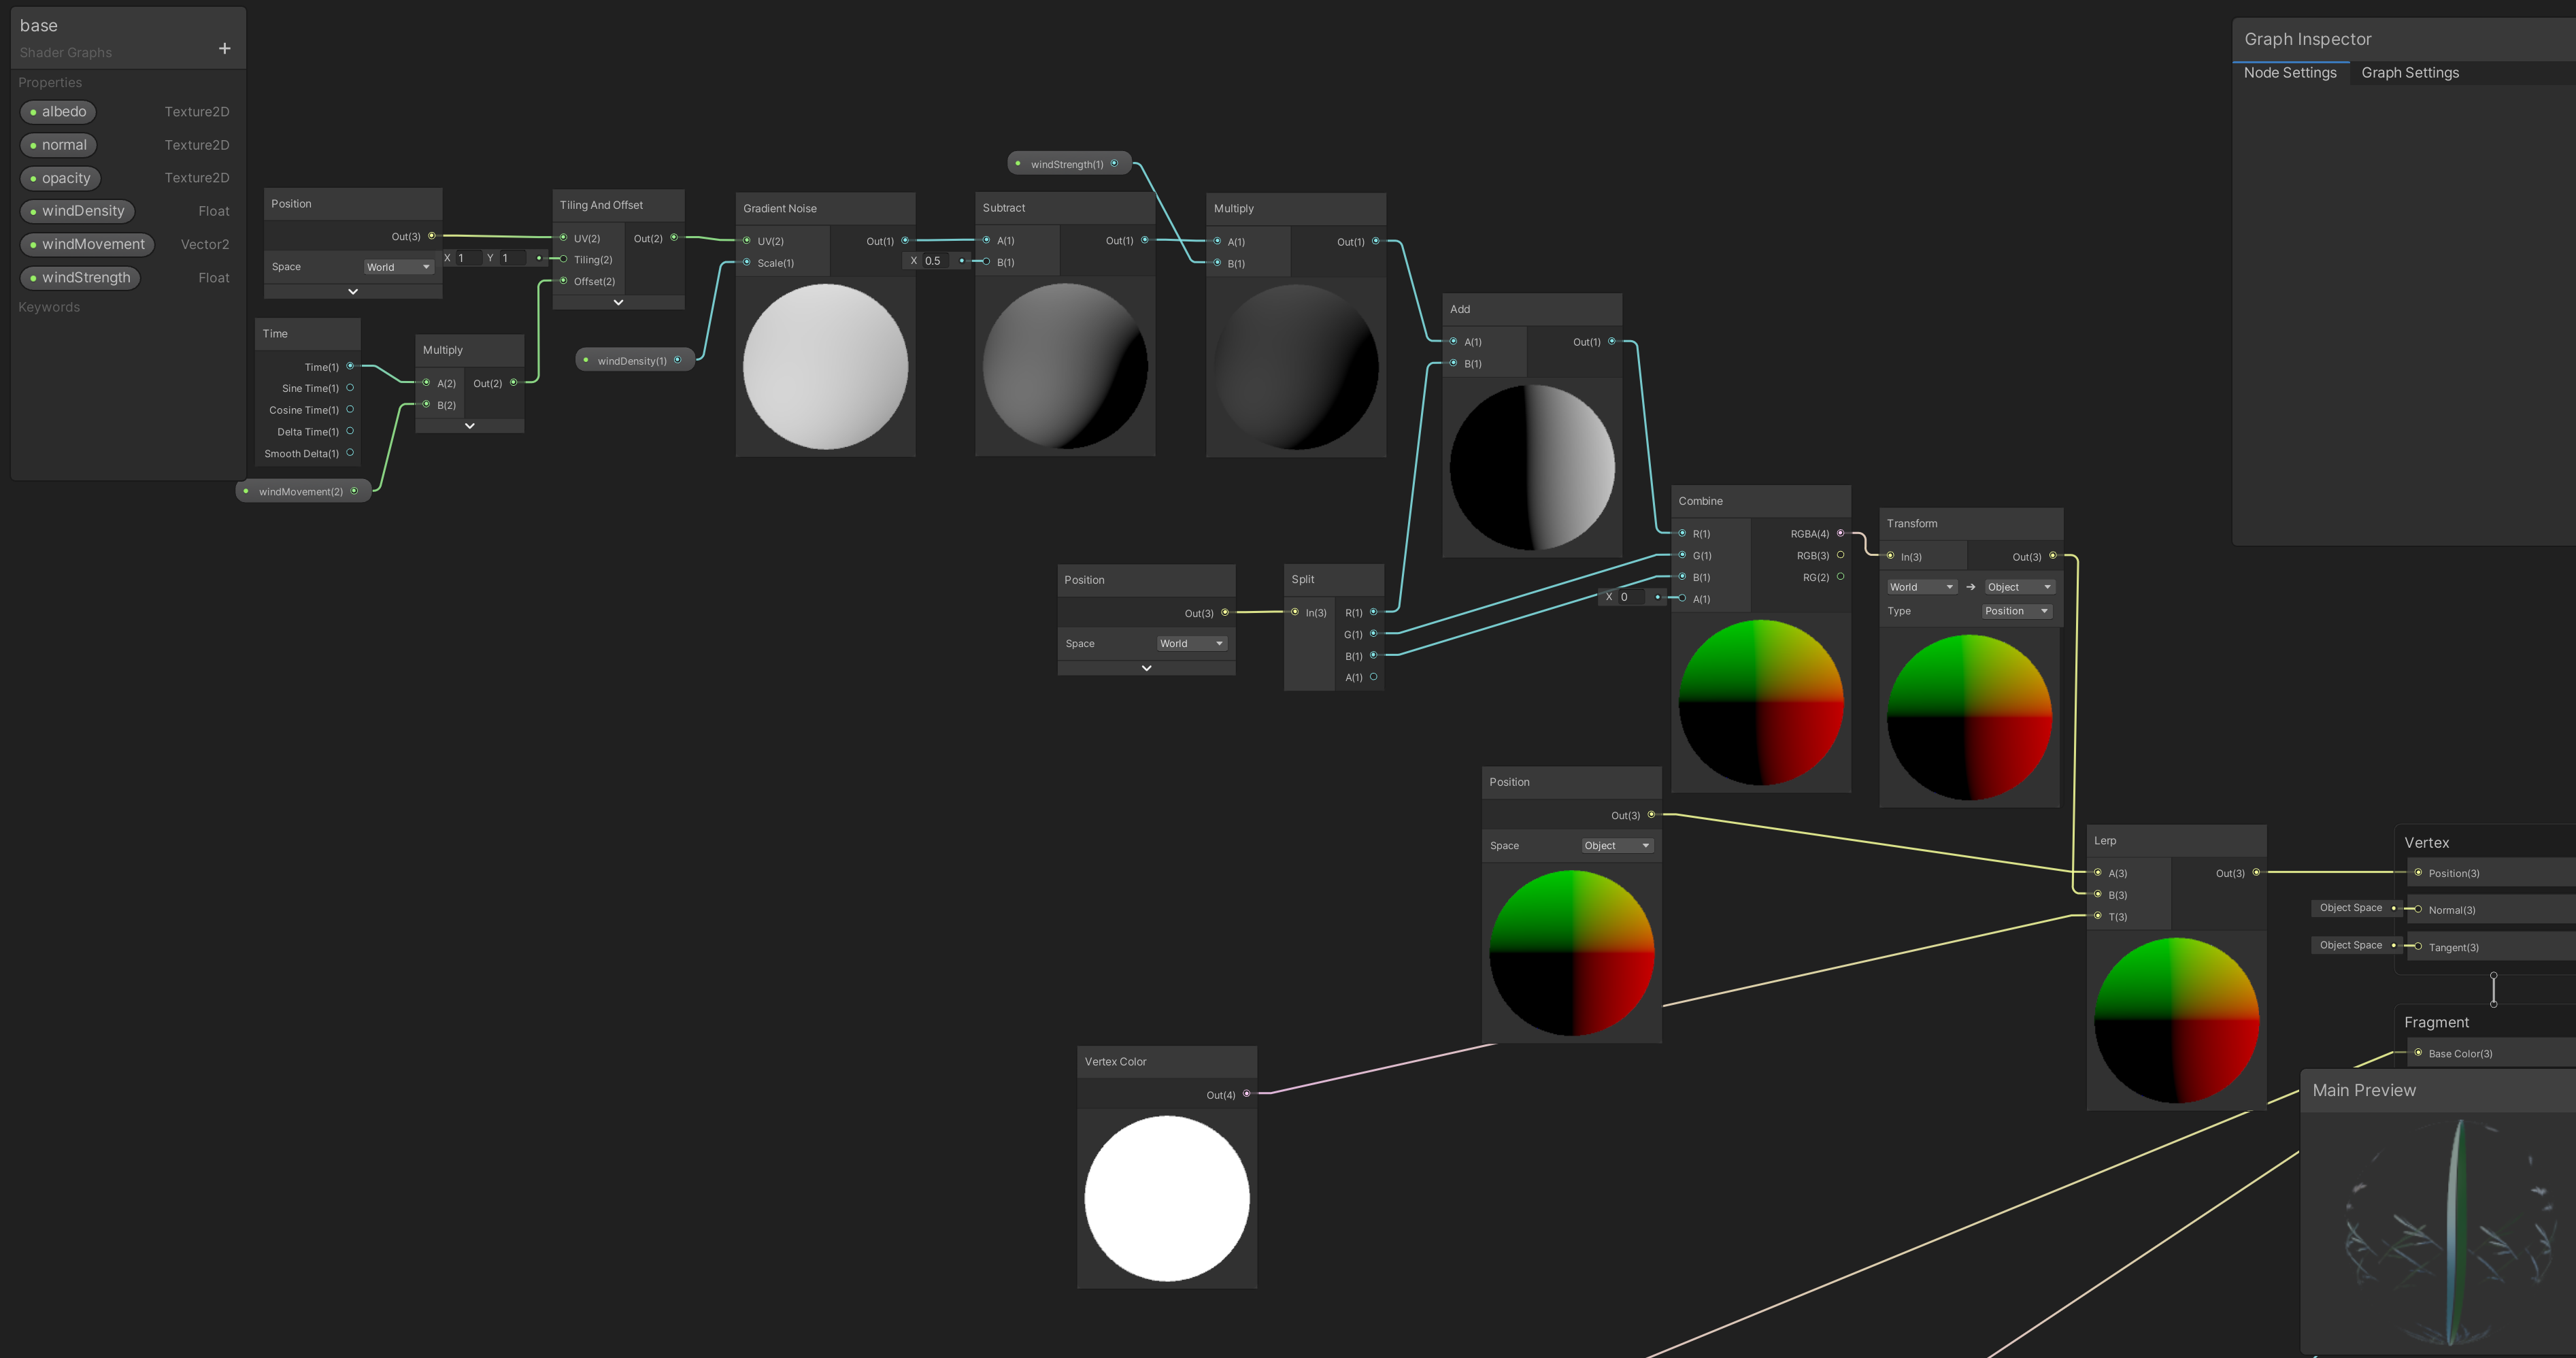 base
Shader Graphs
+
Properties
albedo Texture2D
normal Texture2D
opacity Texture2D
windDensity Float
windMovement Vector2
windStrength Float
Keywords
Position
Out(3)
Space World
Time
Time(1)
Sine Time(1)
Cosine Time(1)
Delta Time(1)
Smooth Delta(1)
windMovement(2)
Multiply
A(2) Out(2)
B(2)
X 1 Y 1
Tiling And Offset
UV(2) Out(2)
Tiling(2)
Offset(2)
windDensity(1)
Gradient Noise
UV(2) Out(1)
Scale(1)
X 0.5
Subtract
A(1) Out(1)
B(1)
windStrength(1)
Multiply
A(1) Out(1)
B(1)
Add
A(1) Out(1)
B(1)
Position
Out(3)
Space World
Split
In(3) R(1)
G(1)
B(1)
A(1)
X 0
Combine
R(1) RGBA(4)
G(1) RGB(3)
B(1) RG(2)
A(1)
Transform
In(3) Out(3)
World Object
Type Position
Position
Out(3)
Space Object
Vertex Color
Out(4)
Lerp
A(3) Out(3)
B(3)
T(3)
Vertex
Position(3)
Object Space Normal(3)
Object Space Tangent(3)
Fragment
Base Color(3)
Main Preview
Graph Inspector
Node Settings Graph Settings